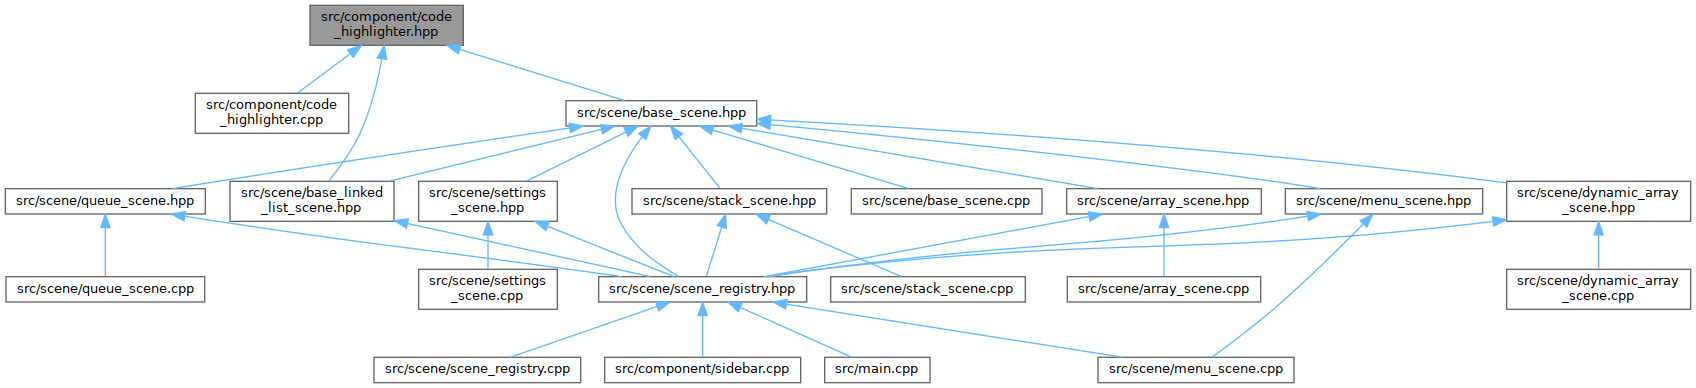 src/component/code
_highlighter.hpp
src/component/code
_highlighter.cpp
src/scene/base_scene.hpp
src/scene/queue_scene.hpp
src/scene/base_linked
_list_scene.hpp
src/scene/settings
_scene.hpp
src/scene/stack_scene.hpp
src/scene/base_scene.cpp
src/scene/array_scene.hpp
src/scene/menu_scene.hpp
src/scene/dynamic_array
_scene.hpp
src/scene/queue_scene.cpp
src/scene/settings
_scene.cpp
src/scene/scene_registry.hpp
src/scene/stack_scene.cpp
src/scene/array_scene.cpp
src/scene/dynamic_array
_scene.cpp
src/scene/scene_registry.cpp
src/component/sidebar.cpp
src/main.cpp
src/scene/menu_scene.cpp